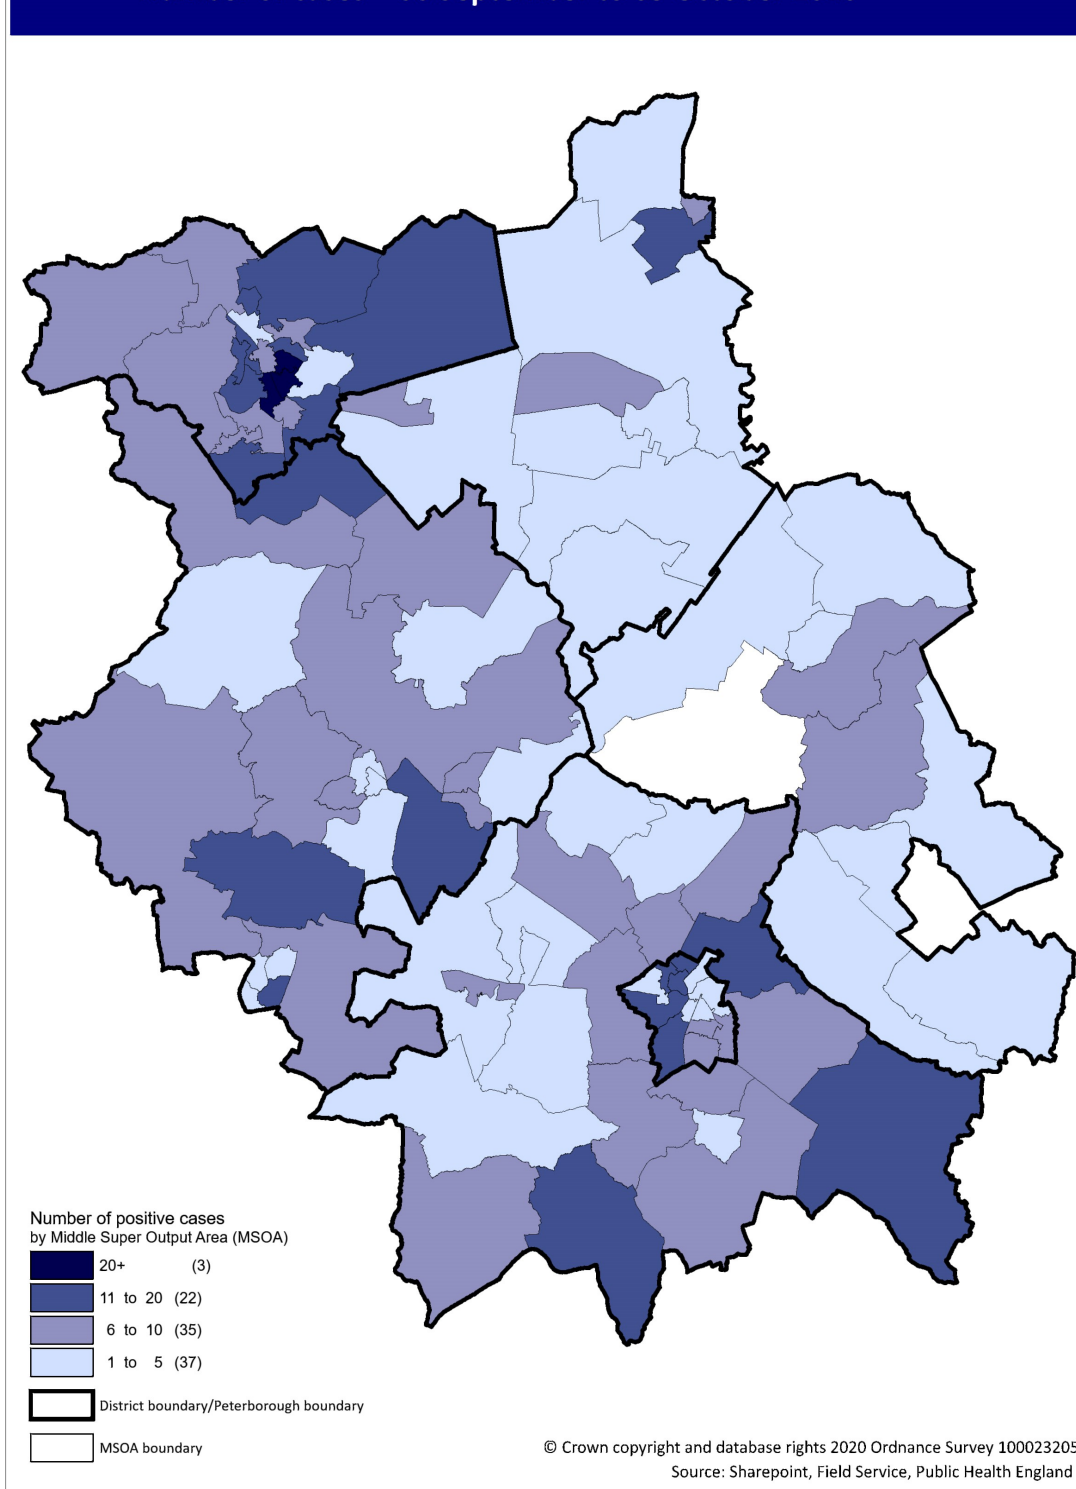 Number of positive cases
by Middle Super Output Area (MSOA)
20+ (3)
11 to 20 (22)
6 to 10 (35)
1 to 5 (37)
District boundary/Peterborough boundary
MSOA boundary
© Crown copyright and database rights 2020 Ordnance Survey 100023205
Source: Sharepoint, Field Service, Public Health England